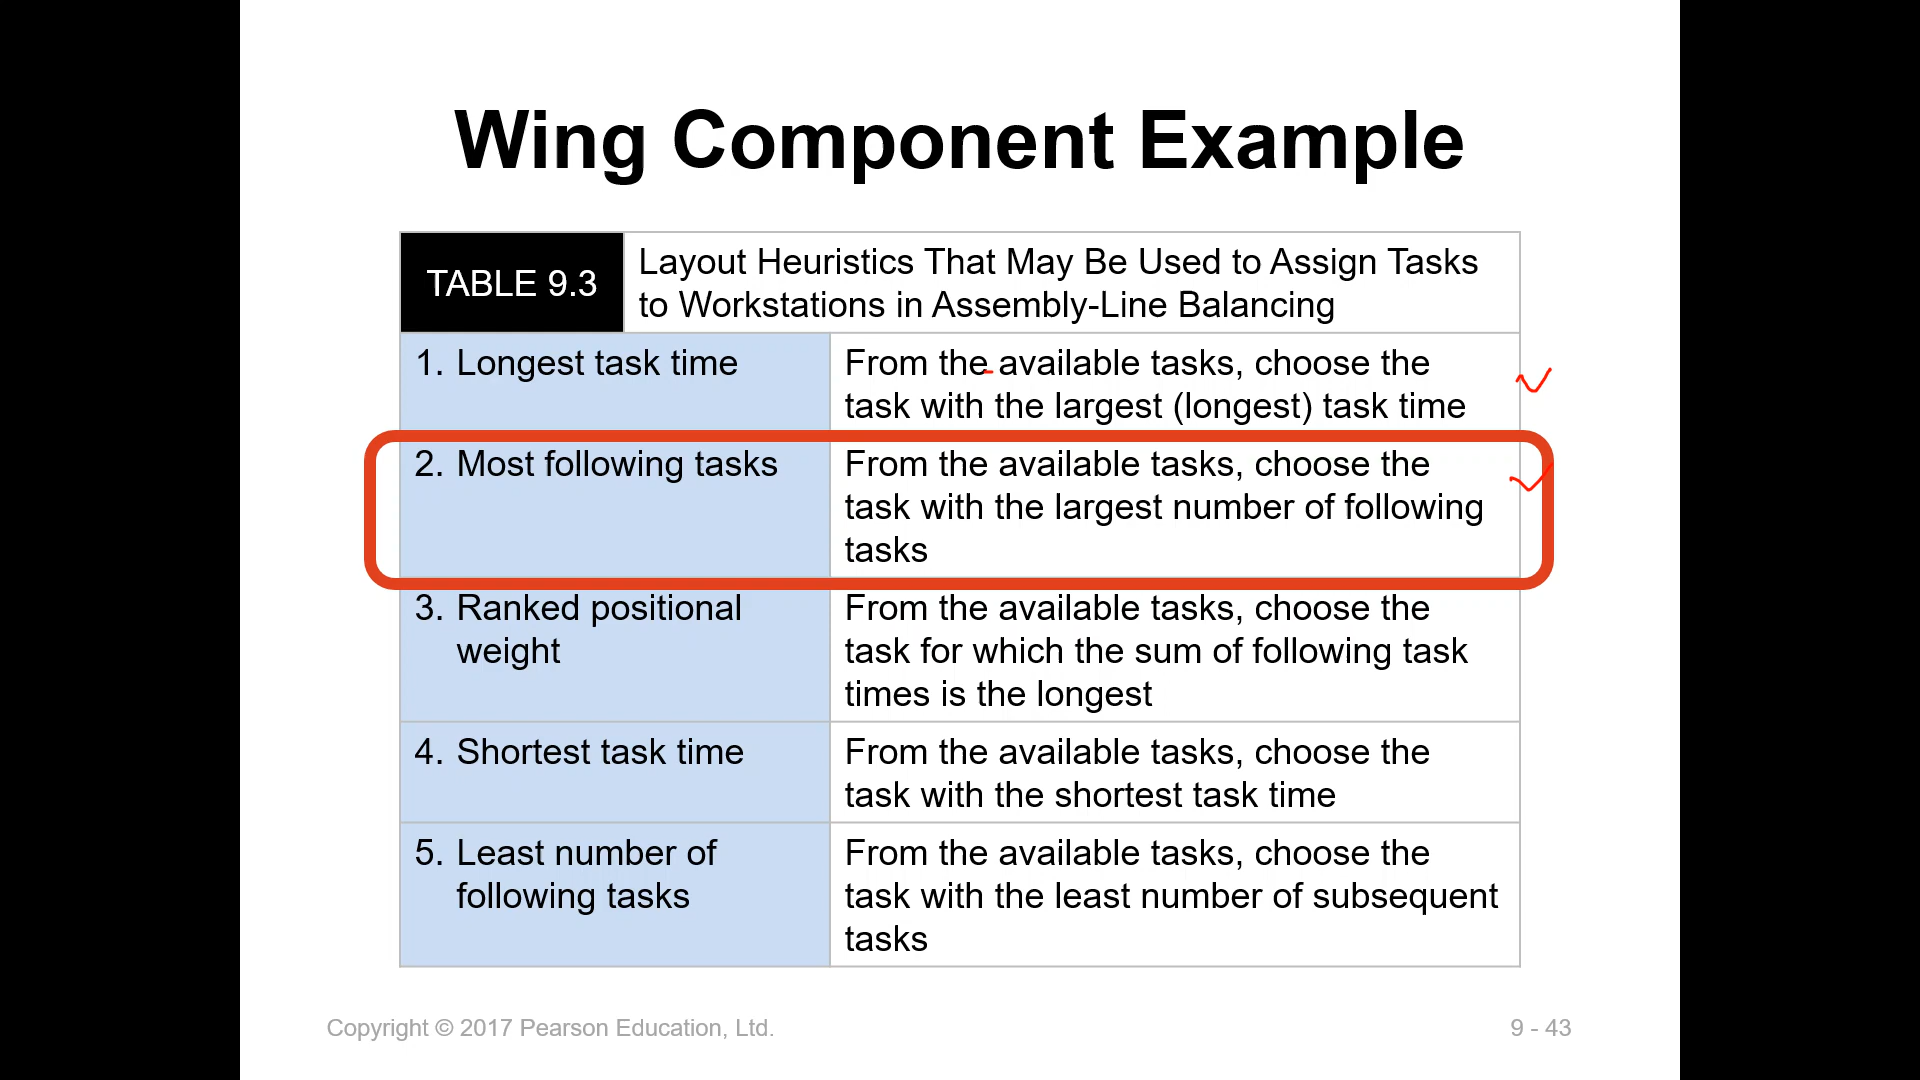 Wing Component Example
TABLE 9.3
Layout Heuristics That May Be Used to Assign Tasks
to Workstations in Assembly-Line Balancing
1. Longest task time
From the available tasks, choose the
task with the largest (longest) task time
2. Most following tasks
From the available tasks, choose the
task with the largest number of following
tasks
3. Ranked positional
weight
From the available tasks, choose the
task for which the sum of following task
times is the longest
4. Shortest task time
From the available tasks, choose the
task with the shortest task time
5. Least number of
following tasks
From the available tasks, choose the
task with the least number of subsequent
tasks
Copyright © 2017 Pearson Education, Ltd.
9 - 43